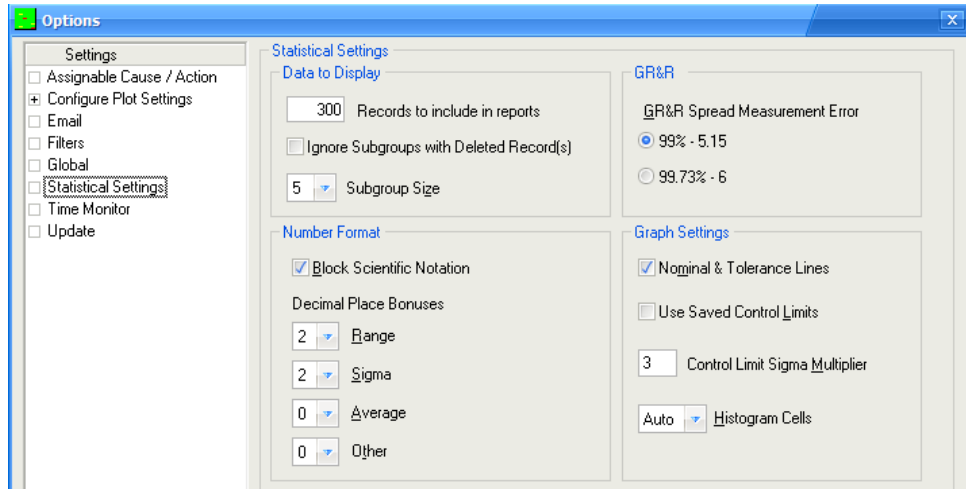 Options
Settings
Assignable Cause / Action
Configure Plot Settings
Email
Filters
Global
Statistical Settings
Time Monitor
Update
Statistical Settings
Data to Display
300 Records to include in reports
Ignore Subgroups with Deleted Record(s)
5 Subgroup Size
GR&R
GR&R Spread Measurement Error
99% - 5.15
99.73% - 6
Number Format
Block Scientific Notation
Decimal Place Bonuses
2 Range
2 Sigma
0 Average
0 Other
Graph Settings
Nominal & Tolerance Lines
Use Saved Control Limits
3 Control Limit Sigma Multiplier
Auto Histogram Cells